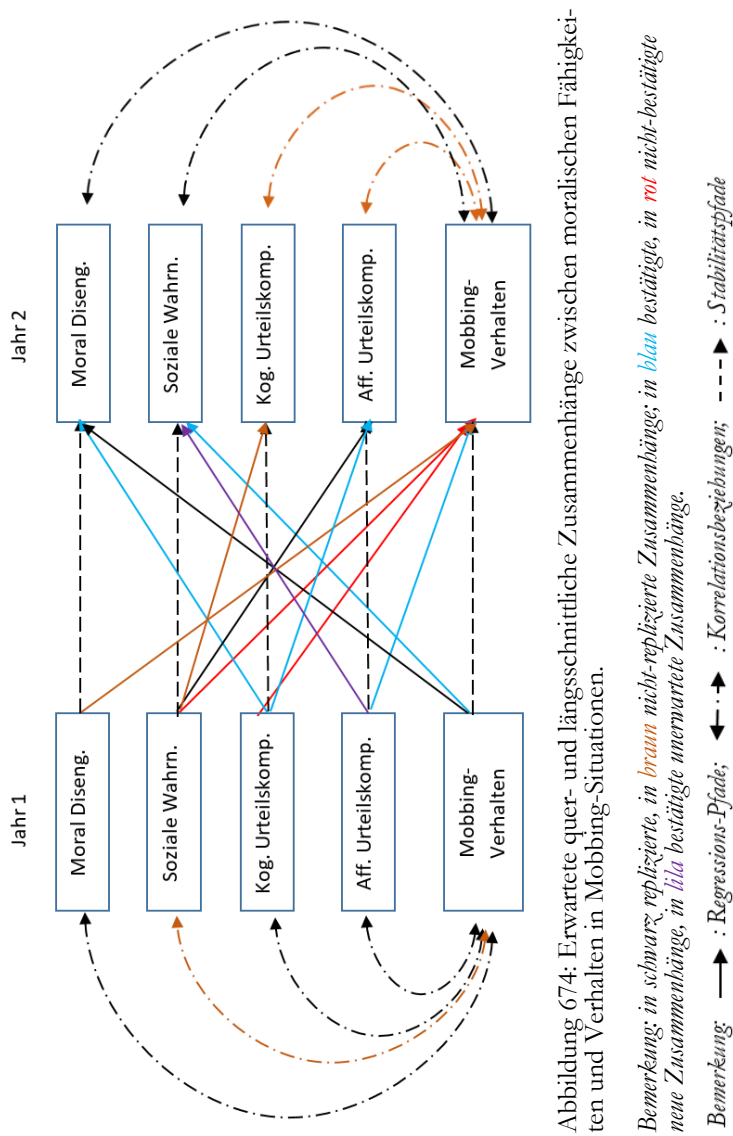 Jahr 1
Jahr 2
Moral Diseng.
Moral Diseng.
Soziale Wahrn.
Soziale Wahrn.
Kog. Urteilskomp.
Kog. Urteilskomp.
Aff. Urteilskomp.
Aff. Urteilskomp.
Mobbing-
Verhalten
Mobbing-
Verhalten
Abbildung 674: Erwartete quer- und längsschnittliche Zusammenhänge zwischen moralischen Fähigkei-
ten und Verhalten in Mobbing-Situationen.
Bemerkung: in schwarz replizierte, in braun nicht-replizierte Zusammenhänge; in blau bestätigte, in rot nicht-bestätigte
neue Zusammenhänge, in lila bestätigte unerwartete Zusammenhänge.
Bemerkung: : Regressions-Pfade; : Korrelationsbeziehungen; : Stabilitätspfade